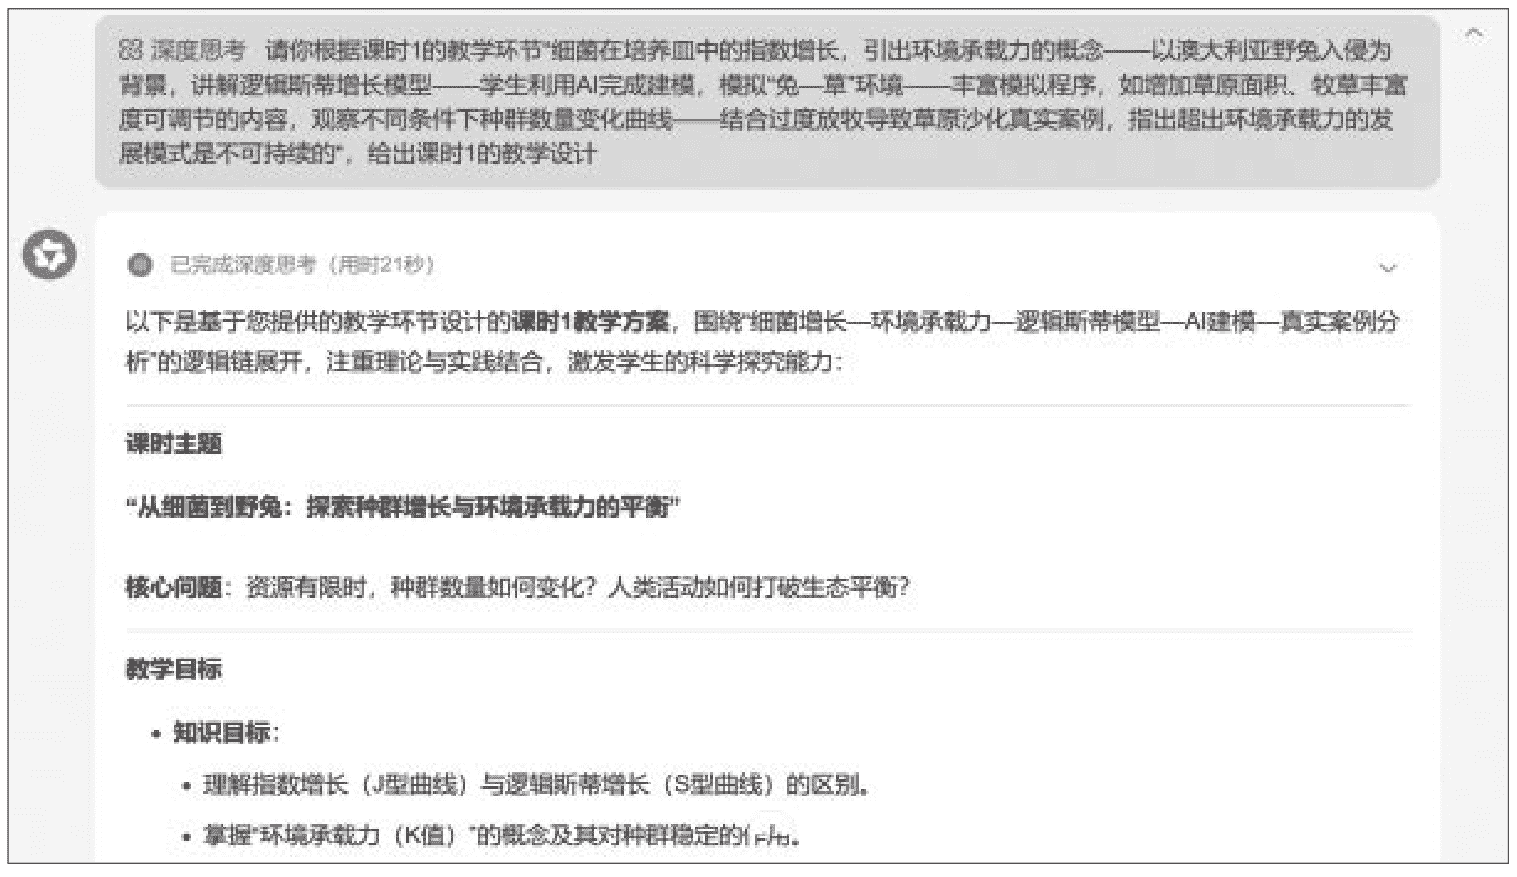 深度思考 请你根据课时1的教学环节"细菌在培养皿中的指数增长，引出环境承载力的概念——以澳大利亚野兔入侵为
背景，讲解逻辑斯蒂增长模型——学生利用AI完成建模，模拟"兔—草"环境——丰富模拟程序，如增加草原面积、牧草丰富
度可调节的内容，观察不同条件下种群数量变化曲线——结合过度放牧导致草原沙化真实案例，指出超出环境承载力的发
展模式是不可持续的"，给出课时1的教学设计
已完成深度思考（用时21秒）
以下是基于您提供的教学环节设计的课时1教学方案，围绕"细菌增长—环境承载力—逻辑斯蒂模型—AI建模—真实案例分
析"的逻辑链展开，注重理论与实践结合，激发学生的科学探究能力：
课时主题
"从细菌到野兔：探索种群增长与环境承载力的平衡"
核心问题：资源有限时，种群数量如何变化？人类活动如何打破生态平衡？
教学目标
• 知识目标：
• 理解指数增长（J型曲线）与逻辑斯蒂增长（S型曲线）的区别。
• 掌握"环境承载力（K值）"的概念及其对种群稳定的